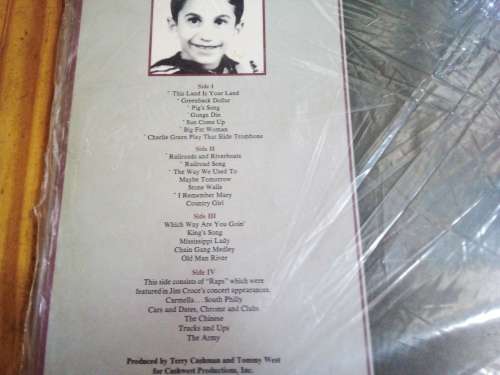 Side I
* This Land Is Your Land
* Greenback Dollar
* Pig's Song
* Gunga Din
* Sun Come Up
* Big Fat Woman
* Charlie Green Play That Slide Trombone
Side II
* Railroads and Riverboats
* Railroad Song
* The Way We Used To
Maybe Tomorrow
Stone Walls
* I Remember Mary
Country Girl
Side III
Which Way Are You Goin'
King's Song
Mississippi Lady
Chain Gang Medley
Old Man River
Side IV
This side consists of "Raps" which were
featured in Jim Croce's concert appearances.
Carmella... South Philly
Cars and Dates, Chrome and Clubs
The Chinese
Trucks and Ups
The Army
Produced by Terry Cashman and Tommy West
for Cashwest Productions, Inc.